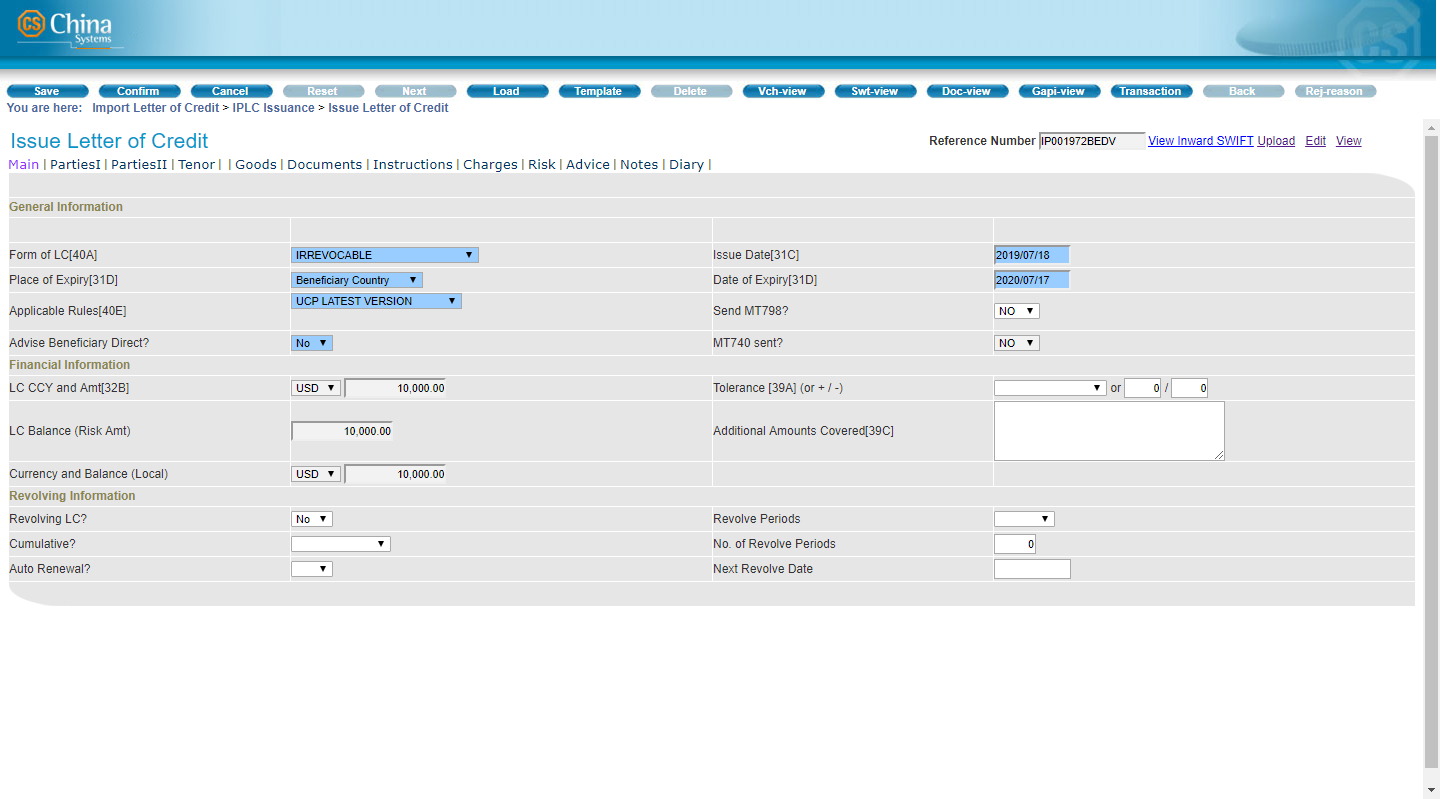 CS China
Systems
Save Confirm Cancel Reset Next Load Template Delete Vch-view Swt-view Doc-view Gapi-view Transaction Back Rej-reason
You are here: Import Letter of Credit > IPLC Issuance > Issue Letter of Credit
Issue Letter of Credit
Reference Number IP001972BEDV View Inward SWIFT Upload Edit View
Main | PartiesI | PartiesII | Tenor | | Goods | Documents | Instructions | Charges | Risk | Advice | Notes | Diary |
General Information
Form of LC[40A] IRREVOCABLE Issue Date[31C] 2019/07/18
Place of Expiry[31D] Beneficiary Country Date of Expiry[31D] 2020/07/17
Applicable Rules[40E] UCP LATEST VERSION Send MT798? NO
Advise Beneficiary Direct? No MT740 sent? NO
Financial Information
LC CCY and Amt[32B] USD 10,000.00 Tolerance [39A] (or + / -) or 0 / 0
LC Balance (Risk Amt) 10,000.00 Additional Amounts Covered[39C]
Currency and Balance (Local) USD 10,000.00
Revolving Information
Revolving LC? No Revolve Periods
Cumulative? No. of Revolve Periods 0
Auto Renewal? Next Revolve Date